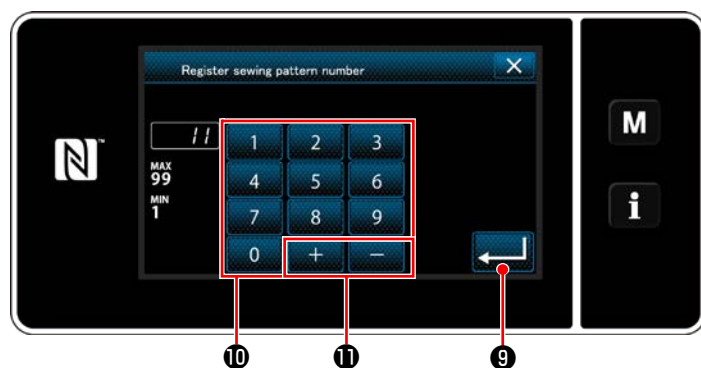 Register sewing pattern number
11
MAX
99
MIN
1
1 2 3
4 5 6
7 8 9
0 + −
M
i
N™
❿ ⓫ ❾